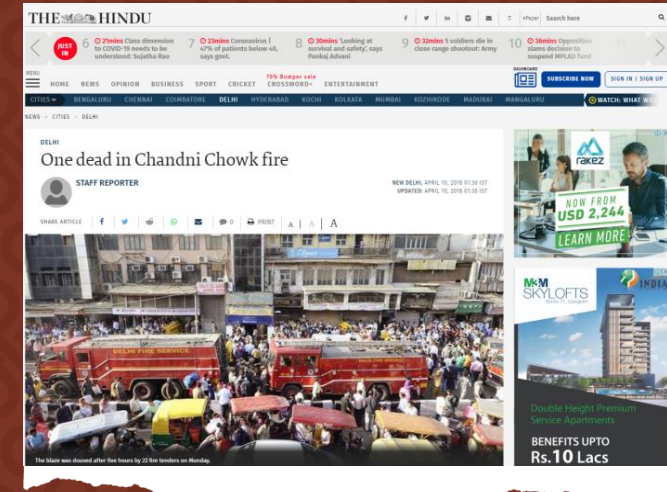 THE HINDU
ePaper Search here
JUST IN
6 21mins Class dimension to COVID-19 needs to be understood: Sujatha Rao
7 23mins Coronavirus | 47% of patients below 40, says govt.
8 30mins 'Looking at survival and safety', says Pankaj Advani
9 32mins 5 soldiers die in close range shootout: Army
10 36mins Opposition slams decision to suspend MPLAD fund
MENU
HOME NEWS OPINION BUSINESS SPORT CRICKET CROSSWORD+ ENTERTAINMENT
75% Bumper sale
DASHBOARD
SUBSCRIBE NOW
SIGN IN / SIGN UP
CITIES BENGALURU CHENNAI COIMBATORE DELHI HYDERABAD KOCHI KOLKATA MUMBAI KOZHIKODE MADURAI MANGALURU
WATCH: WHAT
NEWS CITIES DELHI
DELHI
One dead in Chandni Chowk fire
STAFF REPORTER
NEW DELHI, APRIL 10, 2018 01:30 IST
UPDATED: APRIL 10, 2018 01:30 IST
SHARE ARTICLE 0 PRINT A A A
DELHI FIRE SERVICE
The blaze was doused after five hours by 22 fire tenders on Monday.
rakez
NOW FROM
USD 2,244
LEARN MORE
M3M
SKYLOFTS
INDIA
Double Height Premium
Service Apartments
BENEFITS UPTO
Rs.10 Lacs